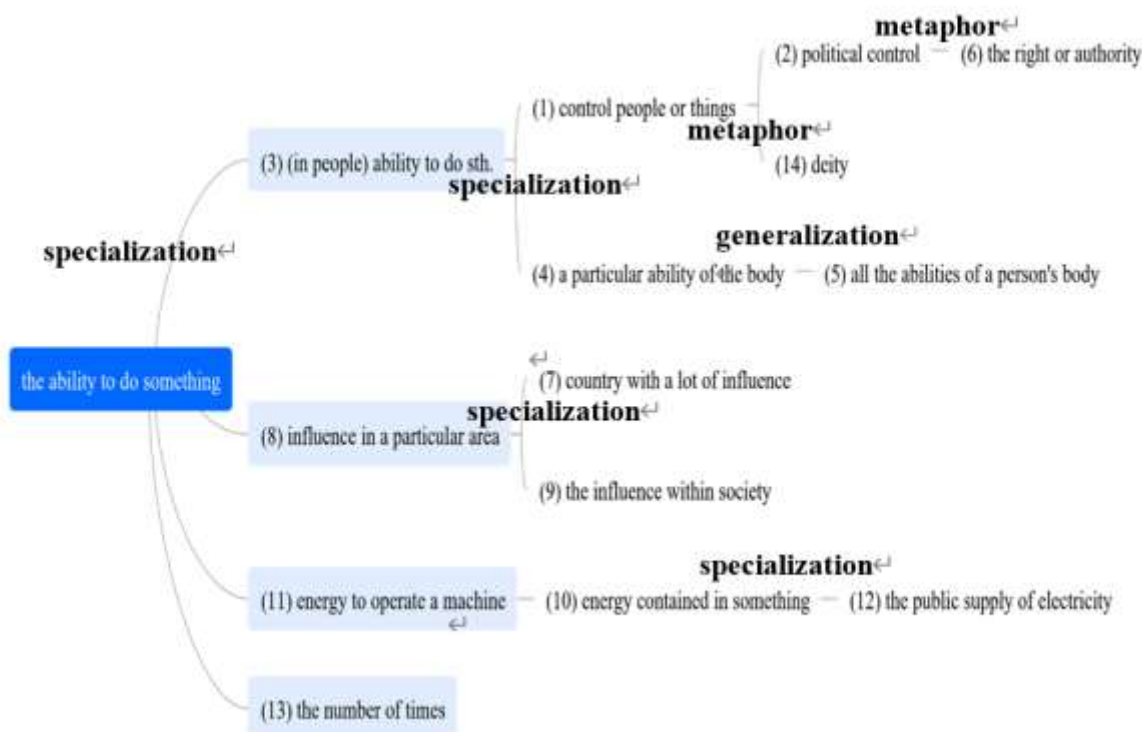 metaphor↵
(2) political control
(6) the right or authority
(1) control people or things
metaphor↵
(3) (in people) ability to do sth.
(14) deity
specialization↵
generalization↵
specialization↵
(4) a particular ability of the body
(5) all the abilities of a person's body
↵
the ability to do something
(7) country with a lot of influence
specialization↵
(8) influence in a particular area
(9) the influence within society
specialization↵
(11) energy to operate a machine
(10) energy contained in something
(12) the public supply of electricity
↵
(13) the number of times